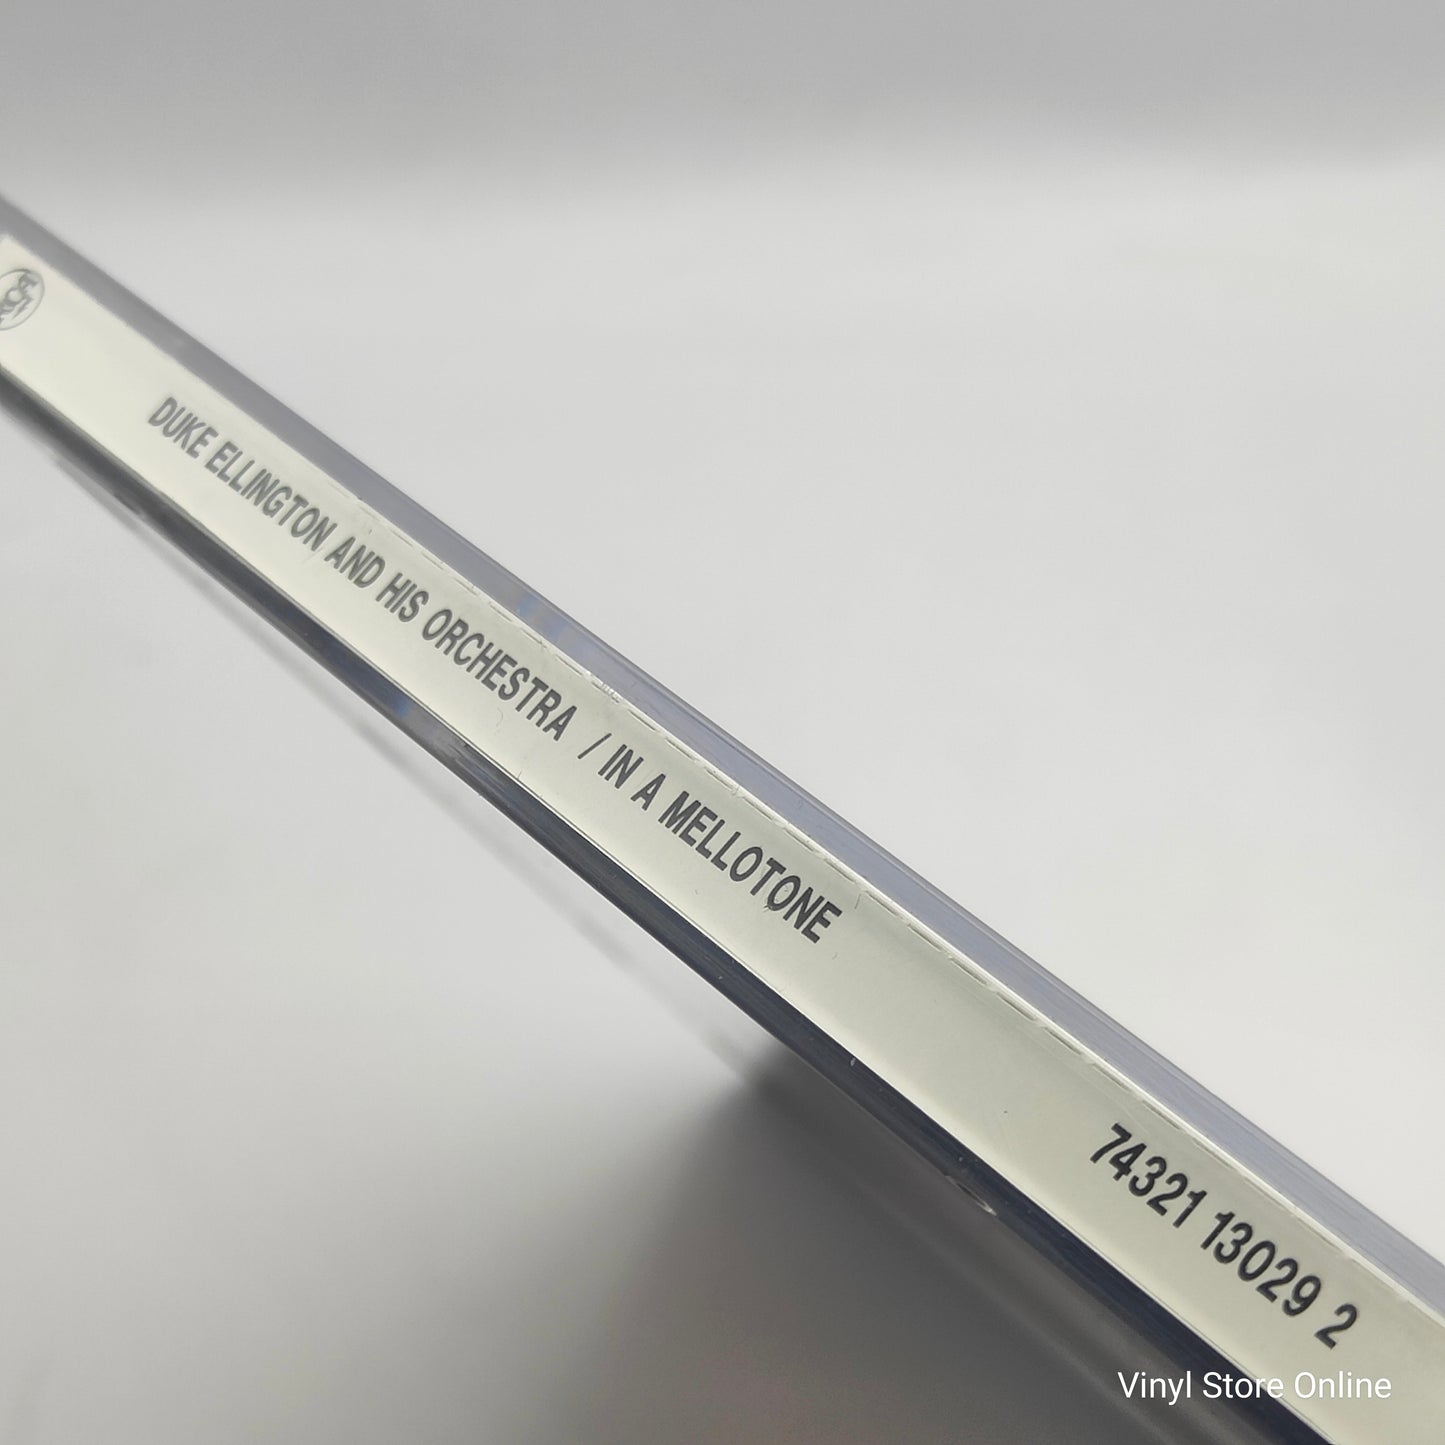 DUKE ELLINGTON AND HIS ORCHESTRA / IN A MELLOTONE
74321 13029 2
Vinyl Store Online